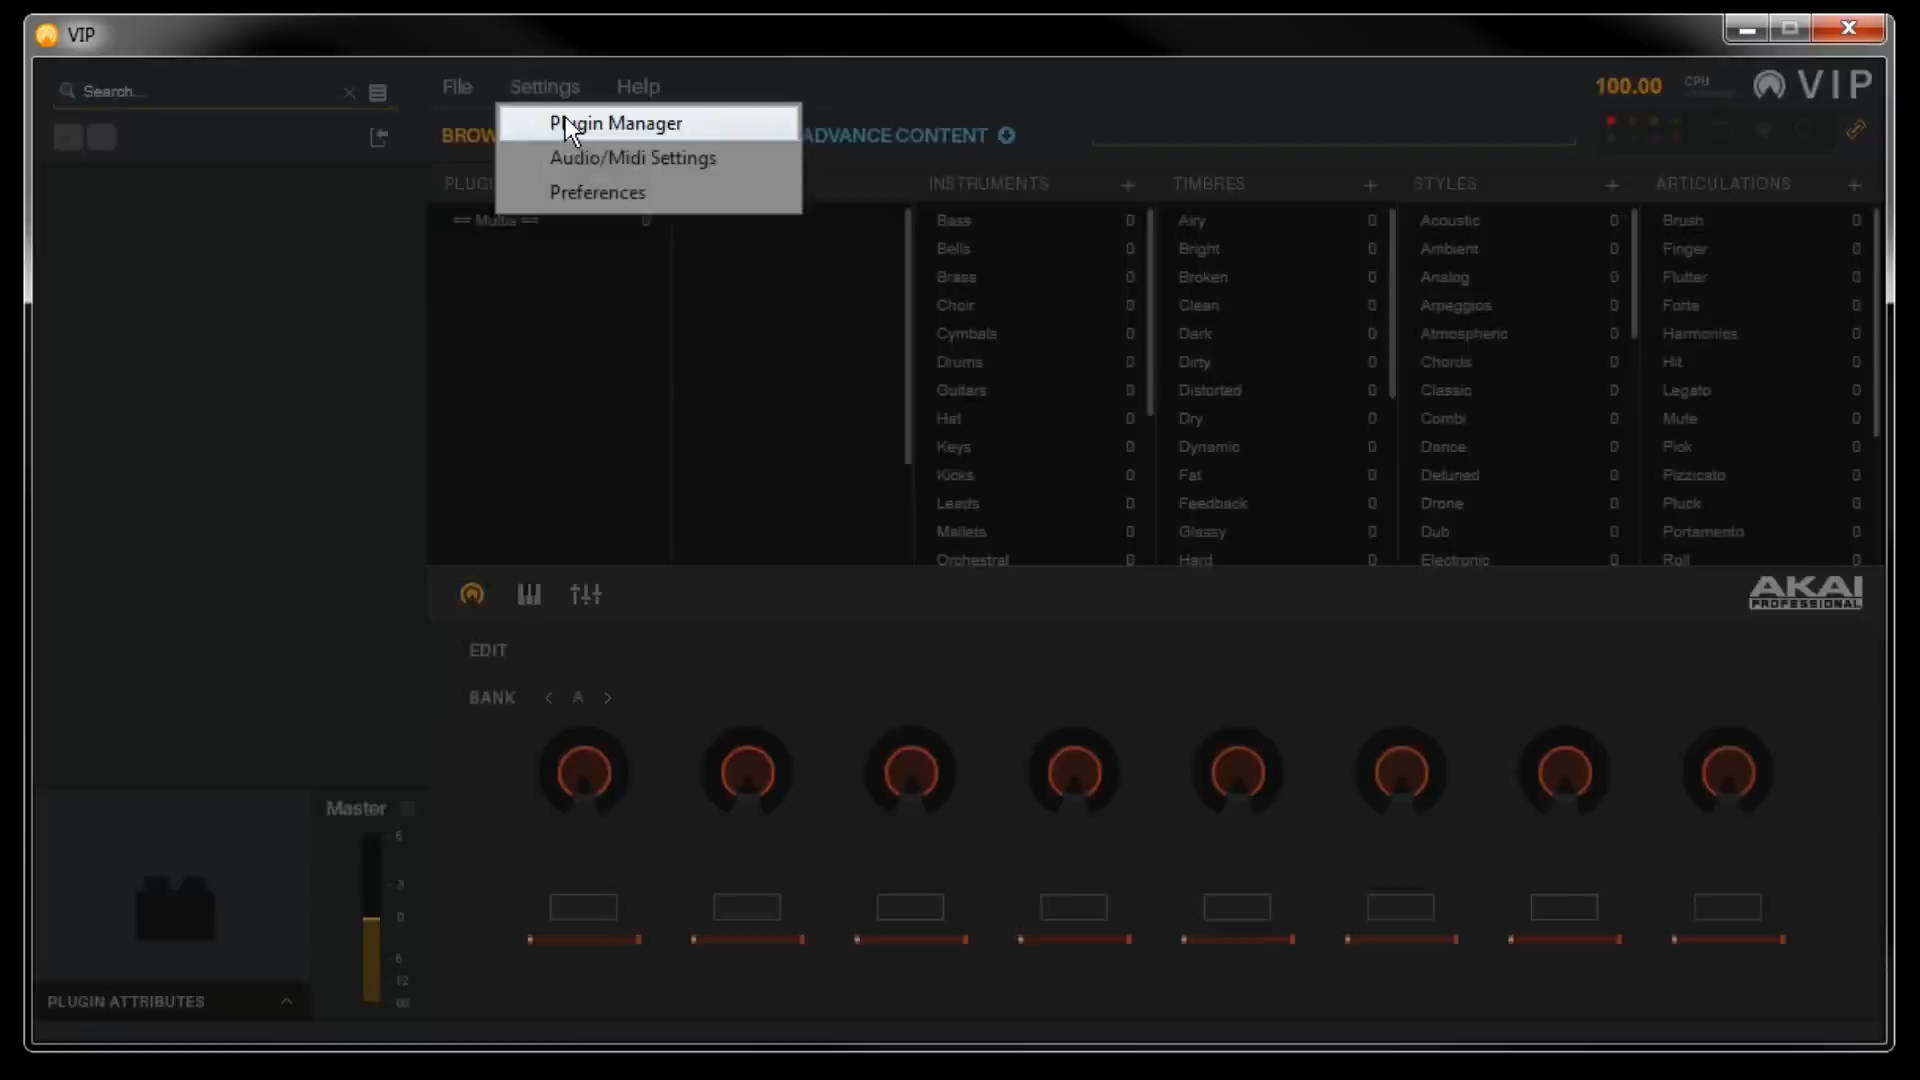 VIP
Search...
File Settings Help
100.00 CPU VIP
Plugin Manager
Audio/Midi Settings
Preferences
BROW ADVANCE CONTENT
PLUGI INSTRUMENTS + TIMBRES + STYLES + ARTICULATIONS +
== Multis == 0 Bass 0 Airy 0 Acoustic 0 Brush 0
Bells 0 Bright 0 Ambient 0 Finger 0
Brass 0 Broken 0 Analog 0 Flutter 0
Choir 0 Clean 0 Arpeggios 0 Forte 0
Cymbals 0 Dark 0 Atmospheric 0 Harmonics 0
Drums 0 Dirty 0 Chords 0 Hit 0
Guitars 0 Distorted 0 Classic 0 Legato 0
Hat 0 Dry 0 Combi 0 Mute 0
Keys 0 Dynamic 0 Dance 0 Pick 0
Kicks 0 Fat 0 Detuned 0 Pizzicato 0
Leads 0 Feedback 0 Drone 0 Pluck 0
Mallets 0 Glassy 0 Dub 0 Portamento 0
Orchestral 0 Hard 0 Electronic 0 Roll 0
AKAI
PROFESSIONAL
EDIT
BANK < A >
Master
6
3
0
6
12
∞
PLUGIN ATTRIBUTES